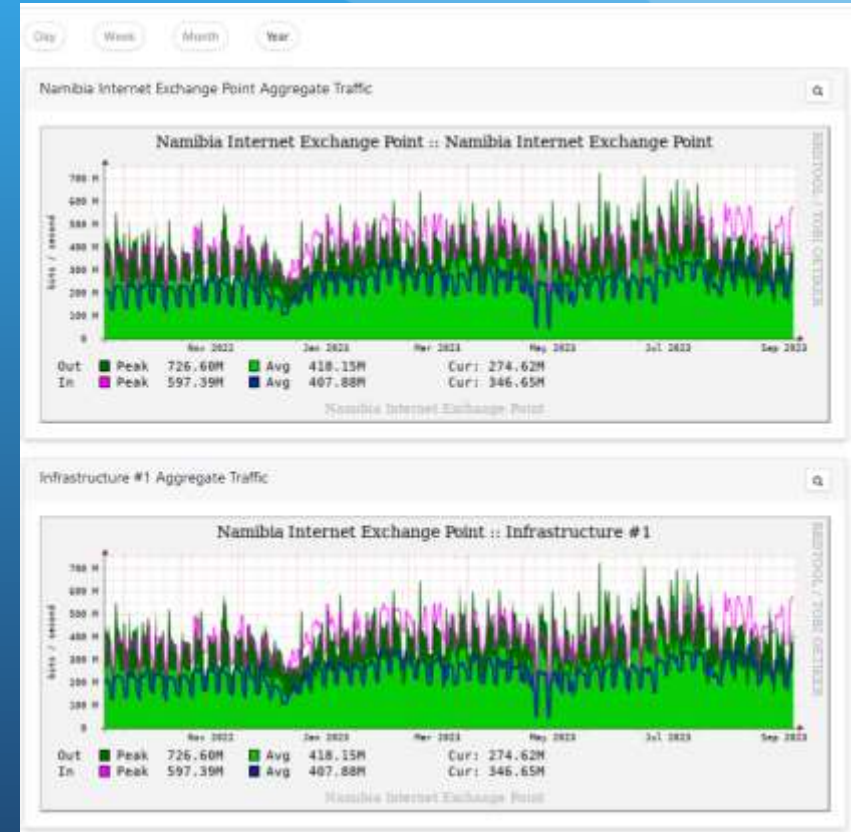 Day Week Month Year
Namibia Internet Exchange Point Aggregate Traffic
Namibia Internet Exchange Point :: Namibia Internet Exchange Point
RRDTOOL / TOBI OETIKER
bits / second
700 M
600 M
500 M
400 M
300 M
200 M
100 M
0
Nov 2022 Jan 2023 Mar 2023 May 2023 Jul 2023 Sep 2023
Out Peak 726.60M Avg 418.15M Cur: 274.62M
In Peak 597.39M Avg 407.88M Cur: 346.65M
Namibia Internet Exchange Point
Infrastructure #1 Aggregate Traffic
Namibia Internet Exchange Point :: Infrastructure #1
RRDTOOL / TOBI OETIKER
bits / second
700 M
600 M
500 M
400 M
300 M
200 M
100 M
0
Nov 2022 Jan 2023 Mar 2023 May 2023 Jul 2023 Sep 2023
Out Peak 726.60M Avg 418.15M Cur: 274.62M
In Peak 597.39M Avg 407.88M Cur: 346.65M
Namibia Internet Exchange Point